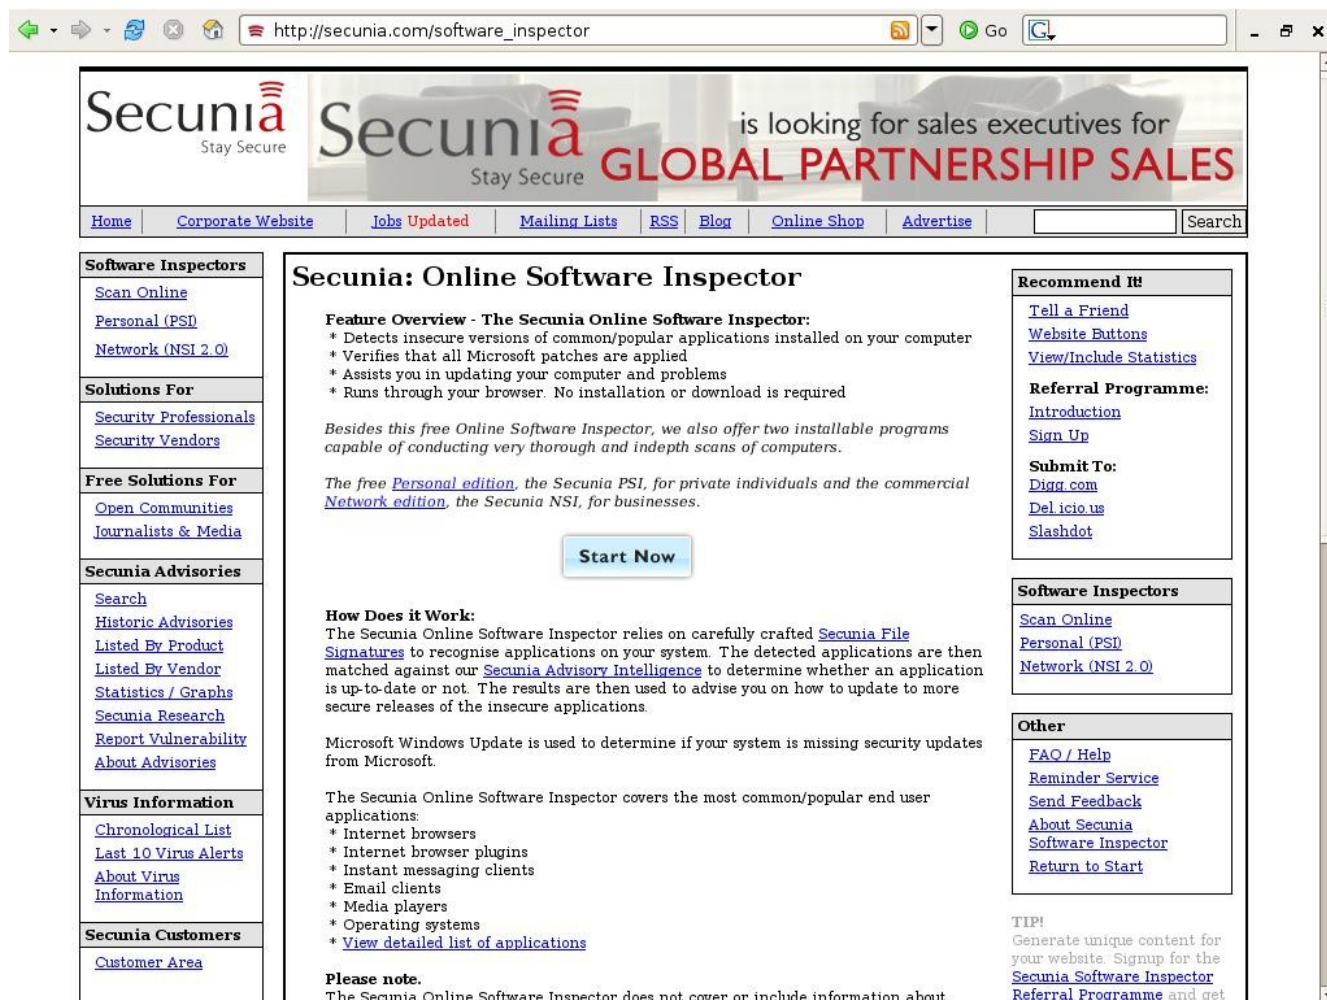 http://secunia.com/software_inspector
Go
G
Secunia
Stay Secure
Secunia
Stay Secure
is looking for sales executives for
GLOBAL PARTNERSHIP SALES
Home Corporate Website Jobs Updated Mailing Lists RSS Blog Online Shop Advertise Search
Software Inspectors
Scan Online
Personal (PSI)
Network (NSI 2.0)
Solutions For
Security Professionals
Security Vendors
Free Solutions For
Open Communities
Journalists & Media
Secunia Advisories
Search
Historic Advisories
Listed By Product
Listed By Vendor
Statistics / Graphs
Secunia Research
Report Vulnerability
About Advisories
Virus Information
Chronological List
Last 10 Virus Alerts
About Virus
Information
Secunia Customers
Customer Area
Secunia: Online Software Inspector
Feature Overview - The Secunia Online Software Inspector:
* Detects insecure versions of common/popular applications installed on your computer
* Verifies that all Microsoft patches are applied
* Assists you in updating your computer and problems
* Runs through your browser. No installation or download is required
Besides this free Online Software Inspector, we also offer two installable programs
capable of conducting very thorough and indepth scans of computers.
The free Personal edition, the Secunia PSI, for private individuals and the commercial
Network edition, the Secunia NSI, for businesses.
Start Now
How Does it Work:
The Secunia Online Software Inspector relies on carefully crafted Secunia File
Signatures to recognise applications on your system. The detected applications are then
matched against our Secunia Advisory Intelligence to determine whether an application
is up-to-date or not. The results are then used to advise you on how to update to more
secure releases of the insecure applications.
Microsoft Windows Update is used to determine if your system is missing security updates
from Microsoft.
The Secunia Online Software Inspector covers the most common/popular end user
applications:
* Internet browsers
* Internet browser plugins
* Instant messaging clients
* Email clients
* Media players
* Operating systems
* View detailed list of applications
Please note.
The Secunia Online Software Inspector does not cover or include information about
Recommend It!
Tell a Friend
Website Buttons
View/Include Statistics
Referral Programme:
Introduction
Sign Up
Submit To:
Digg.com
Del.icio.us
Slashdot
Software Inspectors
Scan Online
Personal (PSI)
Network (NSI 2.0)
Other
FAQ / Help
Reminder Service
Send Feedback
About Secunia
Software Inspector
Return to Start
TIP!
Generate unique content for
your website. Signup for the
Secunia Software Inspector
Referral Programme and get